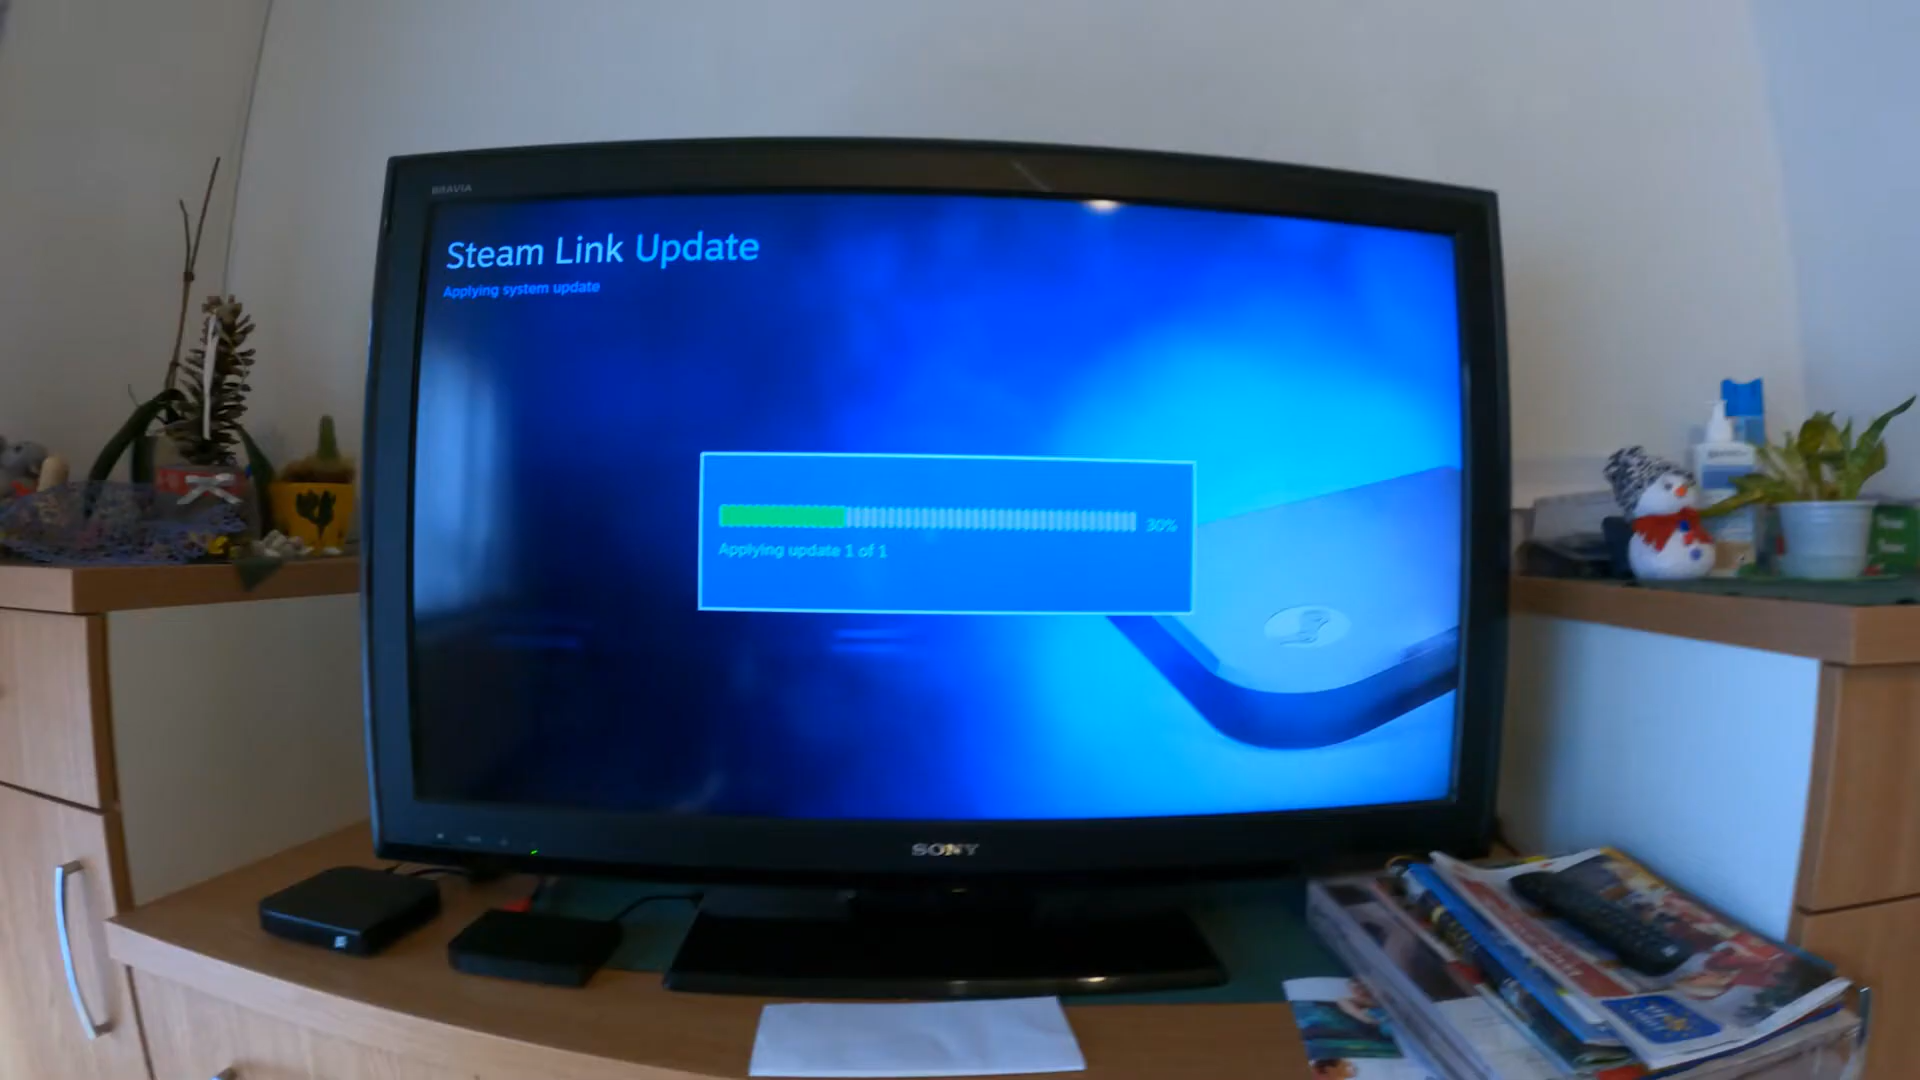 BRAVIA
Steam Link Update
Applying system update
30%
Applying update 1 of 1
SONY